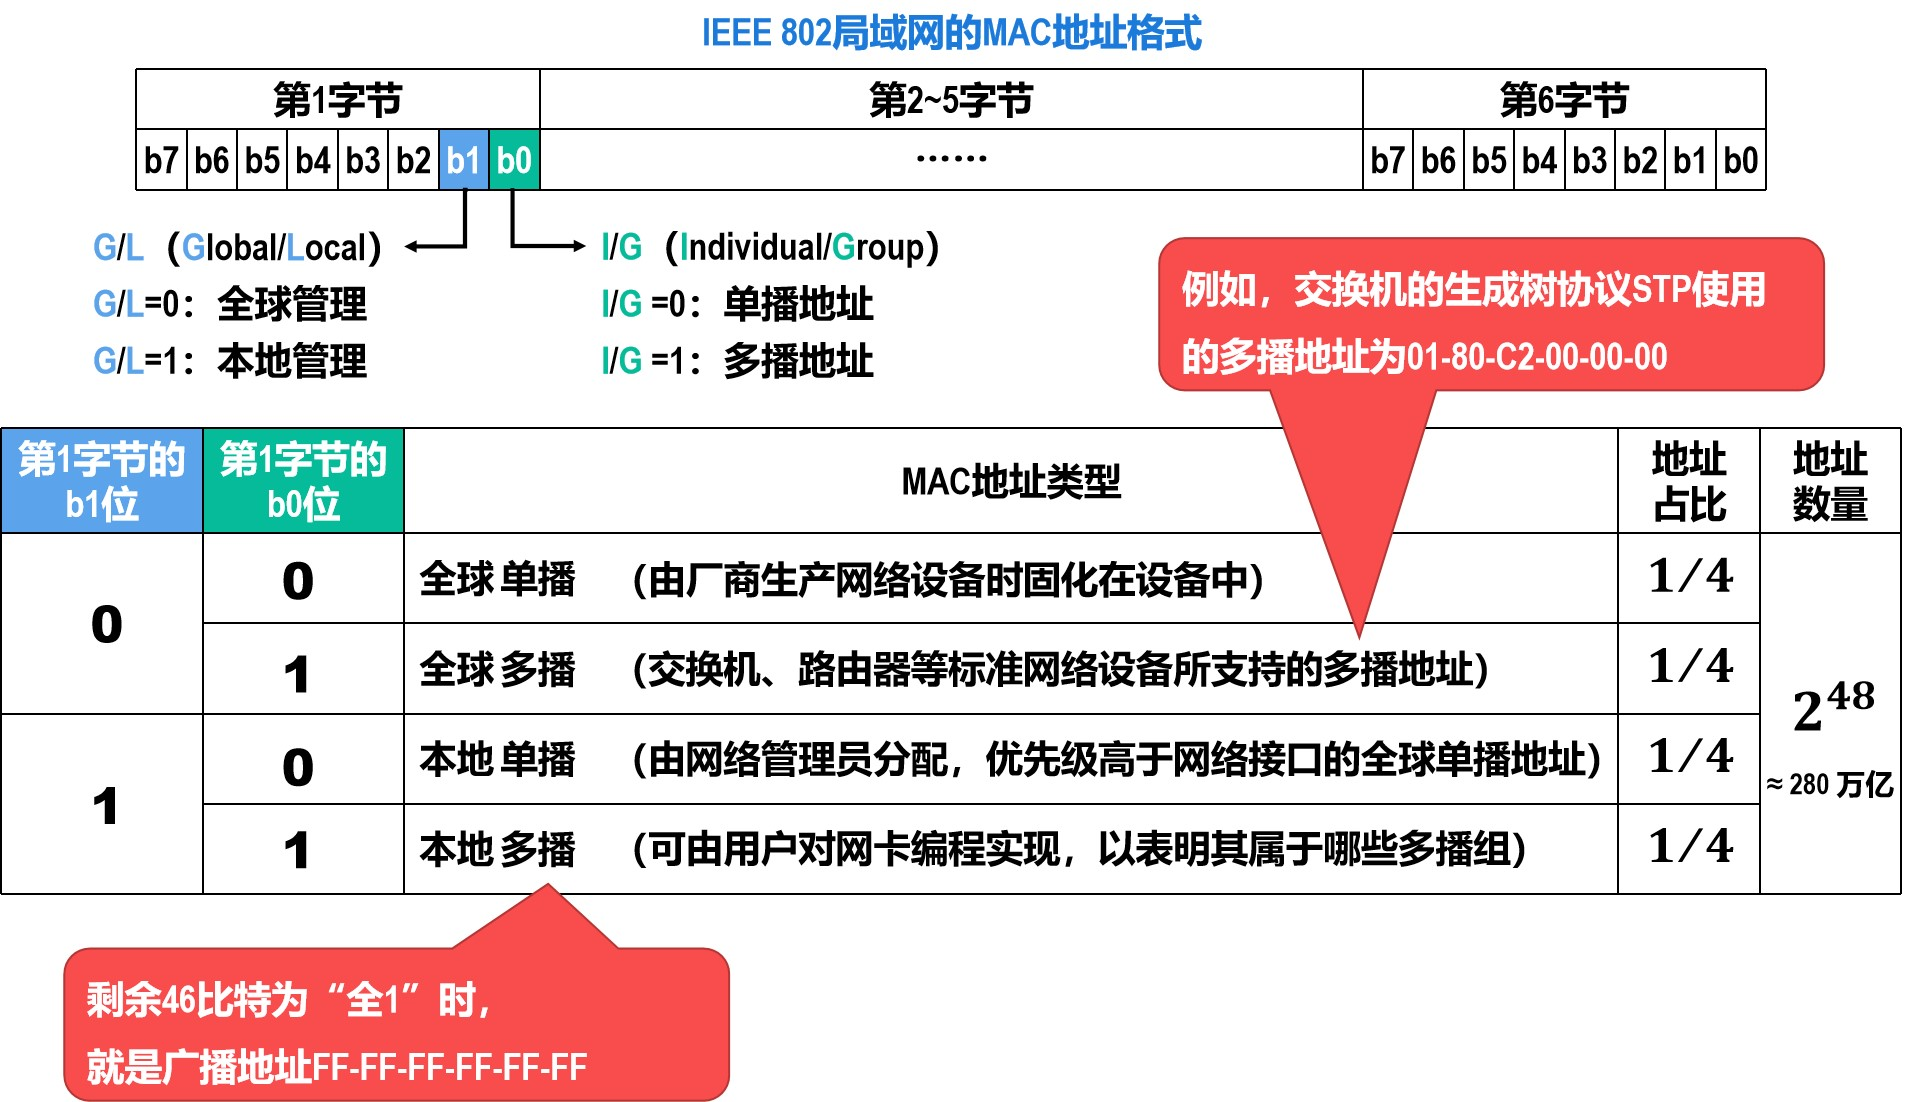 IEEE 802局域网的MAC地址格式
第1字节 第2~5字节 第6字节
b7 b6 b5 b4 b3 b2 b1 b0 …… b7 b6 b5 b4 b3 b2 b1 b0
G/L（Global/Local） I/G（Individual/Group）
G/L=0：全球管理 I/G =0：单播地址
G/L=1：本地管理 I/G =1：多播地址
例如，交换机的生成树协议STP使用
的多播地址为01-80-C2-00-00-00
第1字节的 第1字节的 MAC地址类型 地址 地址
b1位 b0位 占比 数量
0 0 全球 单播 （由厂商生产网络设备时固化在设备中） 1/4
1 全球 多播 （交换机、路由器等标准网络设备所支持的多播地址） 1/4
1 0 本地 单播 （由网络管理员分配，优先级高于网络接口的全球单播地址） 1/4
1 本地 多播 （可由用户对网卡编程实现，以表明其属于哪些多播组） 1/4
2^48
≈ 280 万亿
剩余46比特为“全1”时，
就是广播地址FF-FF-FF-FF-FF-FF